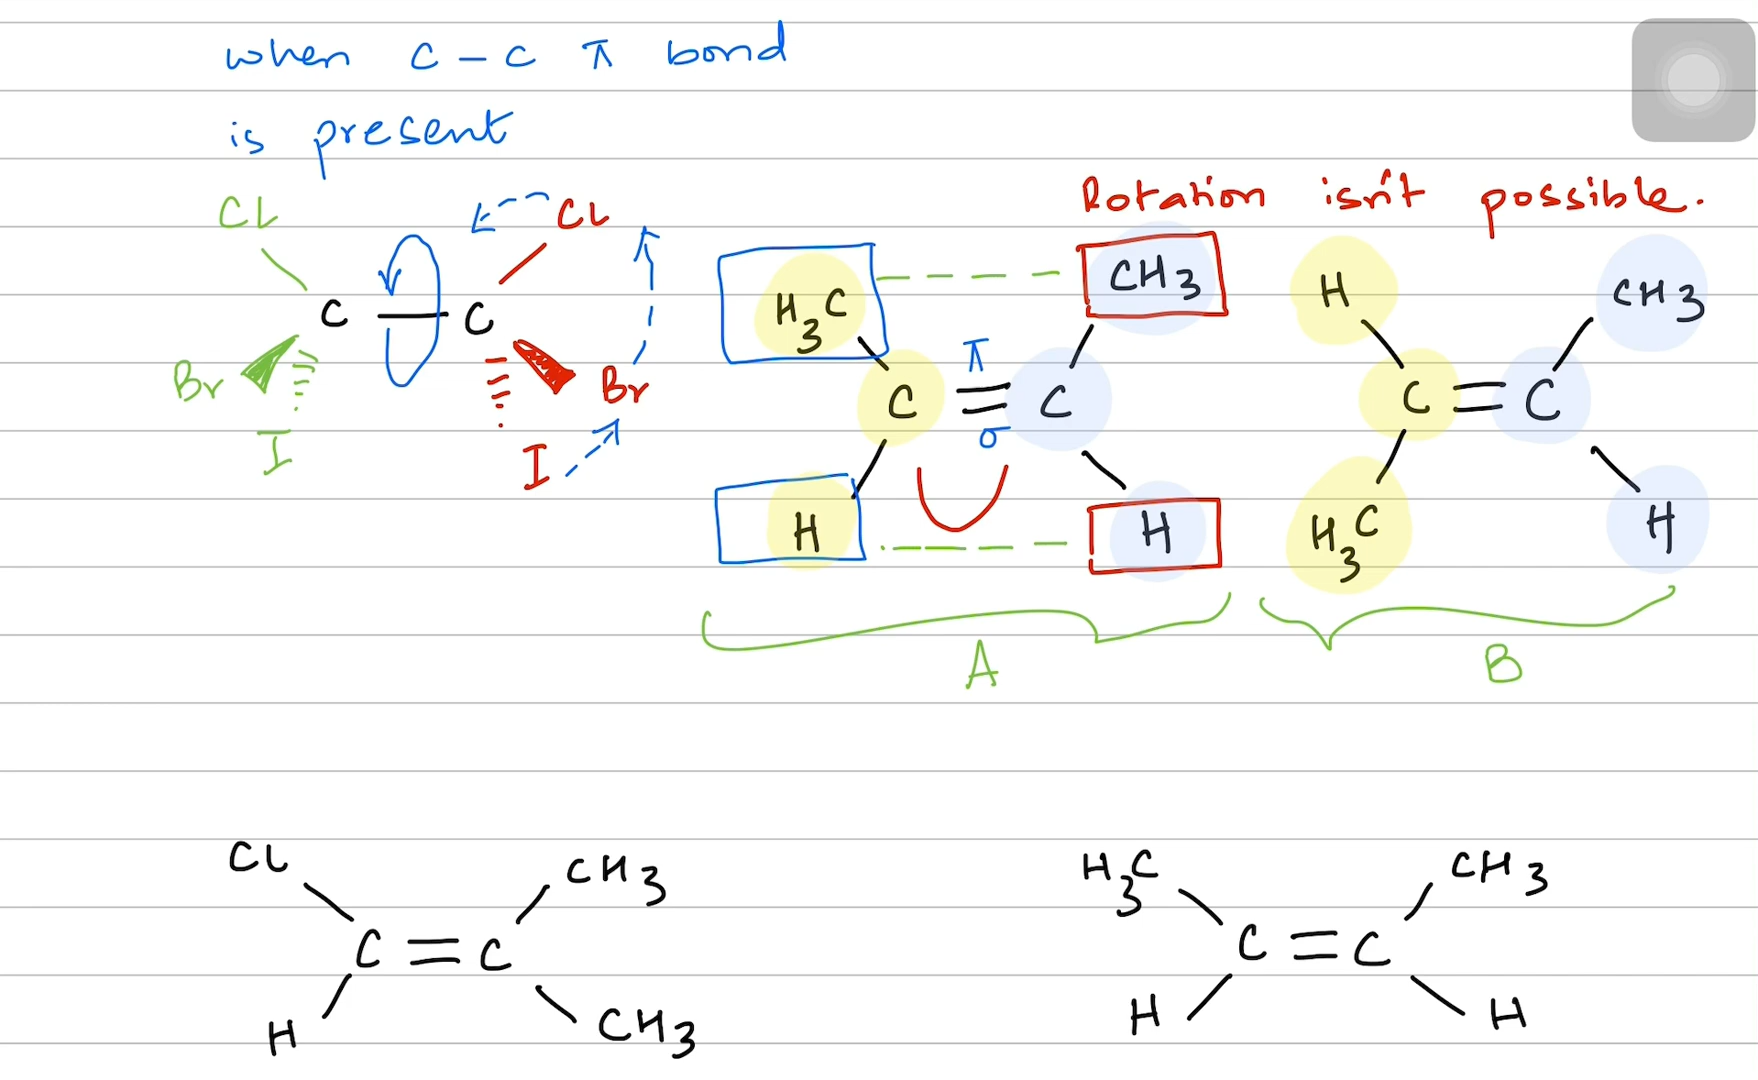 when C - C π bond
is present
Rotation isn't possible.
Cl Cl
C C
Br Br
I I
H3C CH3
π
C = C
σ
H H
A
H CH3
C = C
H3C H
B
Cl CH3
C = C
H CH3
H3C CH3
C = C
H H